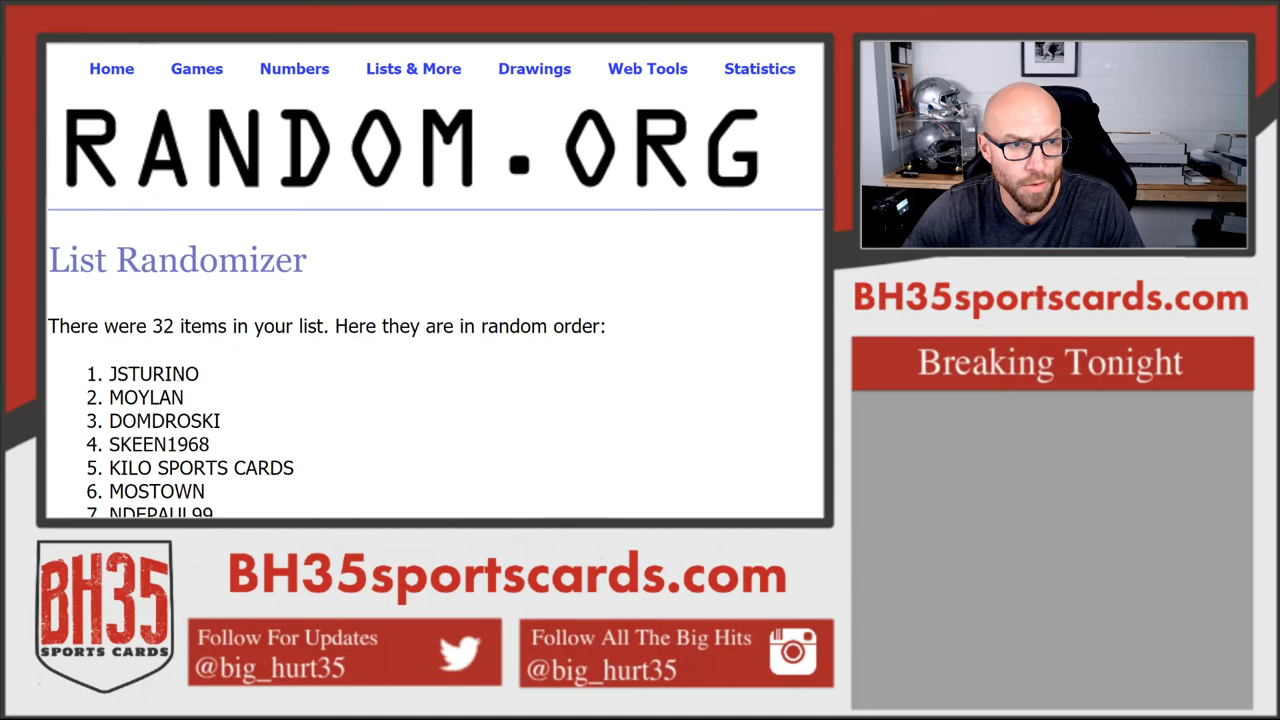 Home Games Numbers Lists & More Drawings Web Tools Statistics
RANDOM.ORG
List Randomizer
There were 32 items in your list. Here they are in random order:
1. JSTURINO
2. MOYLAN
3. DOMDROSKI
4. SKEEN1968
5. KILO SPORTS CARDS
6. MOSTOWN
7. NDEPAUL99
BH35sportscards.com
Breaking Tonight
BH35
SPORTS CARDS
BH35sportscards.com
Follow For Updates
@big_hurt35
Follow All The Big Hits
@big_hurt35